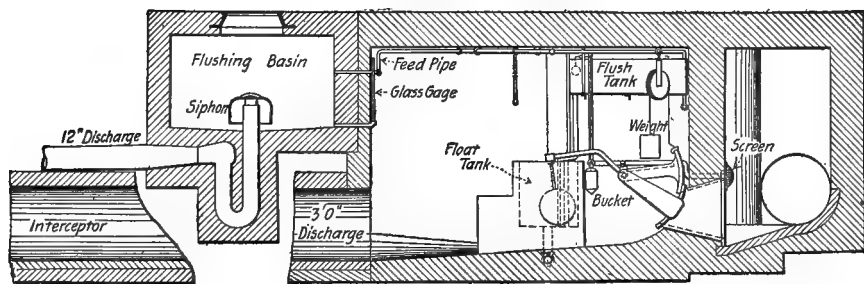 Flushing Basin
Siphon
12" Discharge
Interceptor
3'0"
Discharge
Feed Pipe
Glass Gage
Float
Tank
Flush
Tank
Weight
Bucket
Screen